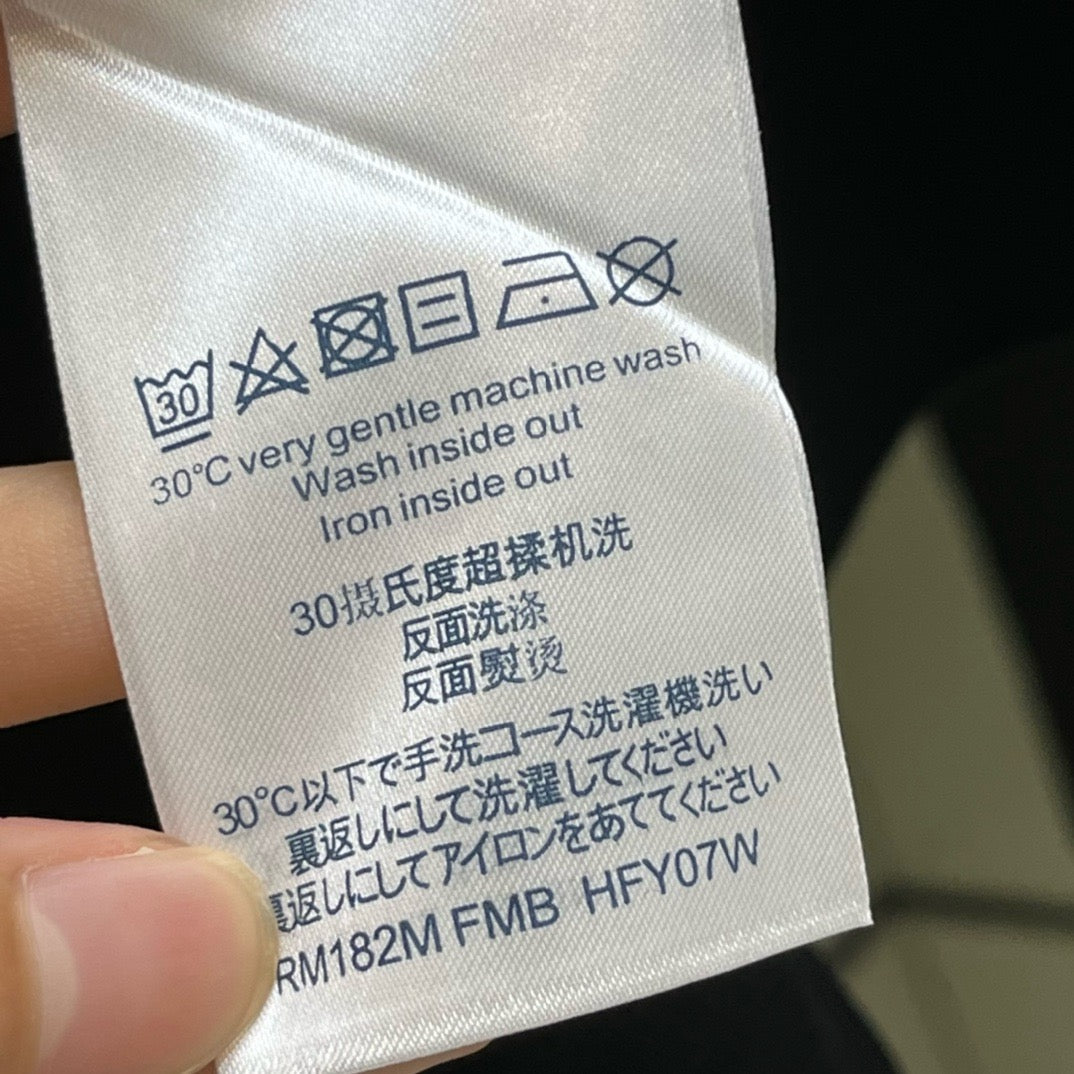 30
30°C very gentle machine wash
Wash inside out
Iron inside out
30摄氏度超揉机洗
反面洗涤
反面熨烫
30°C以下で手洗コース洗濯機洗い
裏返しにして洗濯してください
裏返しにしてアイロンをあててください
RM182M FMB HFY07W